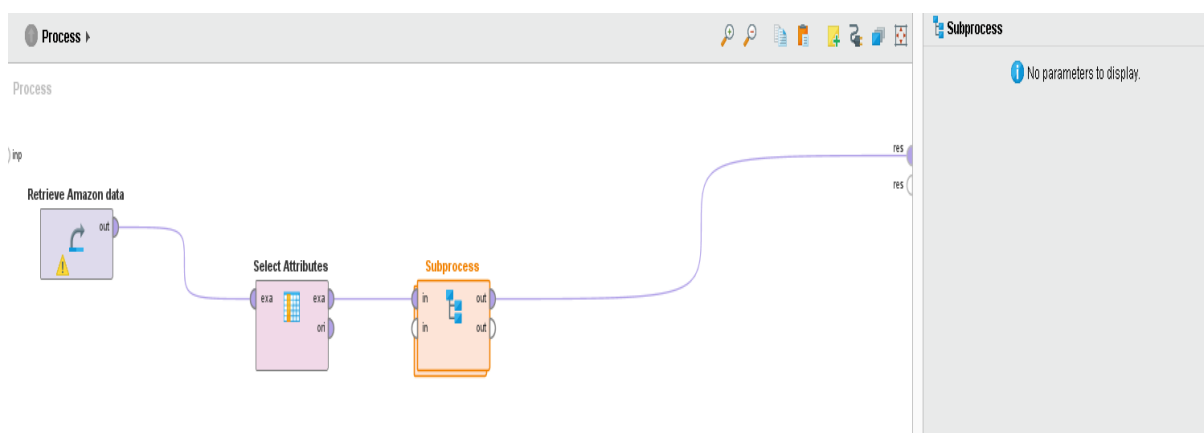 Process
Subprocess
No parameters to display.
Process
inp
res
res
Retrieve Amazon data
out
Select Attributes
exa
exa
ori
Subprocess
in
out
in
out